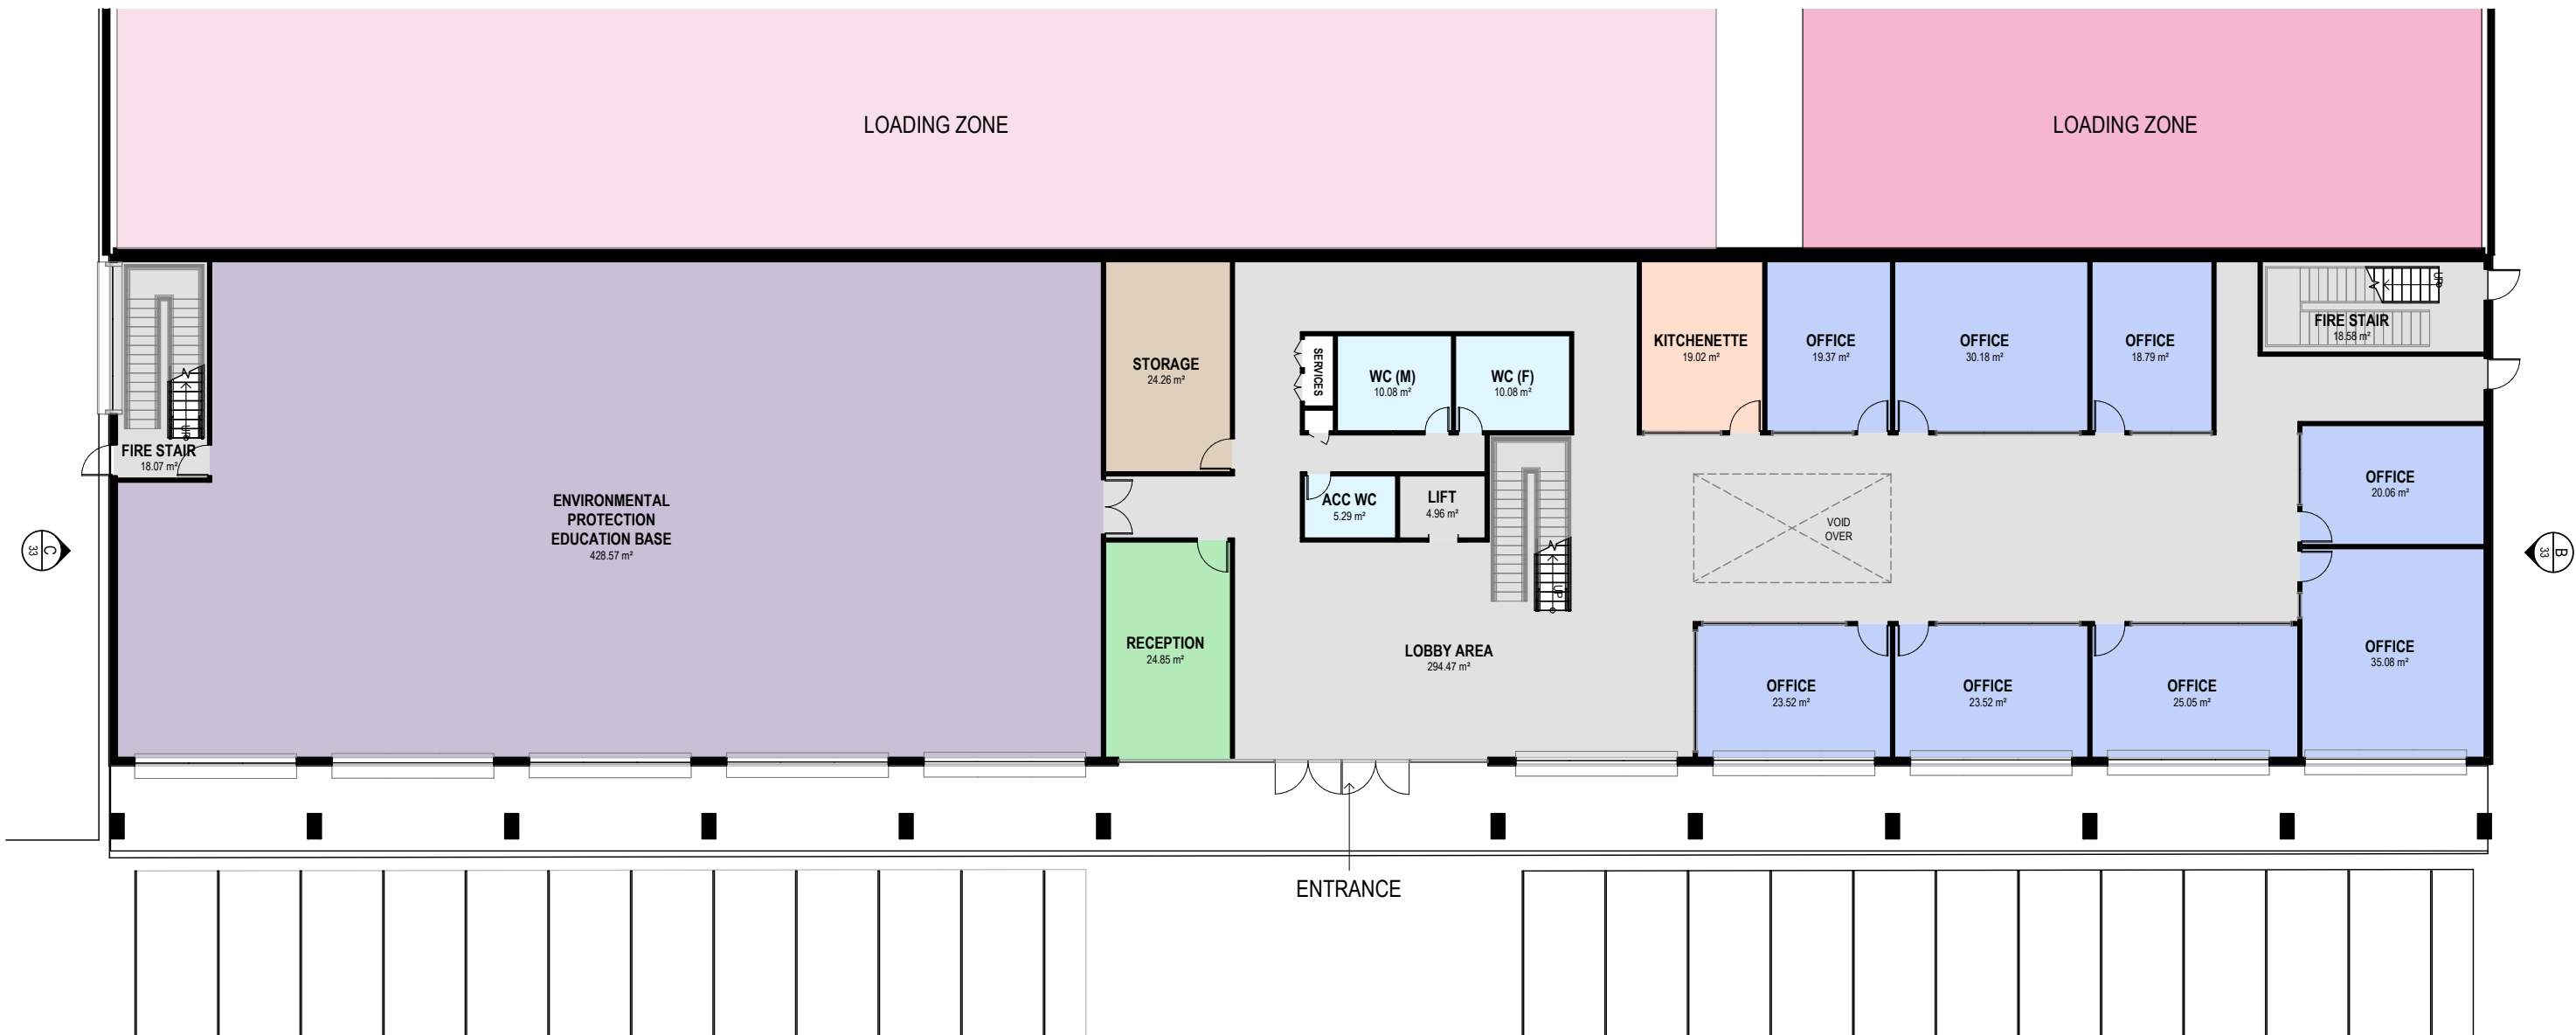 LOADING ZONE
LOADING ZONE
FIRE STAIR
18.07 m²
UP
ENVIRONMENTAL
PROTECTION
EDUCATION BASE
428.57 m²
STORAGE
24.26 m²
RECEPTION
24.85 m²
SERVICES
WC (M)
10.08 m²
WC (F)
10.08 m²
ACC WC
5.29 m²
LIFT
4.96 m²
UP
LOBBY AREA
294.47 m²
KITCHENETTE
19.02 m²
OFFICE
19.37 m²
OFFICE
30.18 m²
OFFICE
18.79 m²
UP
FIRE STAIR
18.58 m²
VOID
OVER
OFFICE
20.06 m²
OFFICE
35.08 m²
OFFICE
23.52 m²
OFFICE
23.52 m²
OFFICE
25.05 m²
C
33
B
33
ENTRANCE